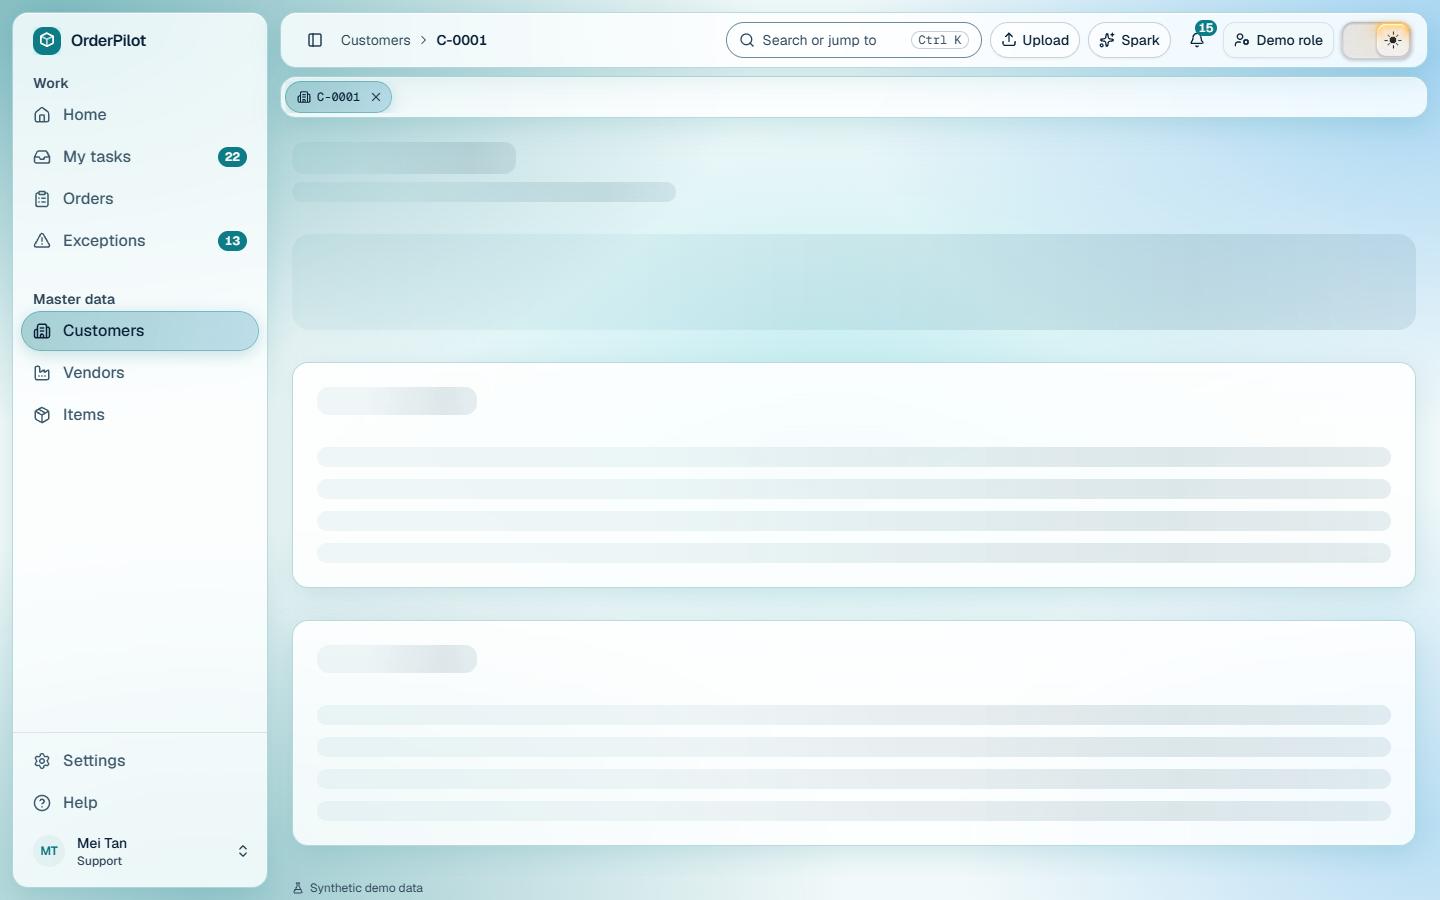 OrderPilot
Work
Home
My tasks 22
Orders
Exceptions 13
Master data
Customers
Vendors
Items
Settings
Help
MT
Mei Tan
Support
Customers > C-0001
Search or jump to Ctrl K
Upload
Spark
15
Demo role
C-0001
Synthetic demo data